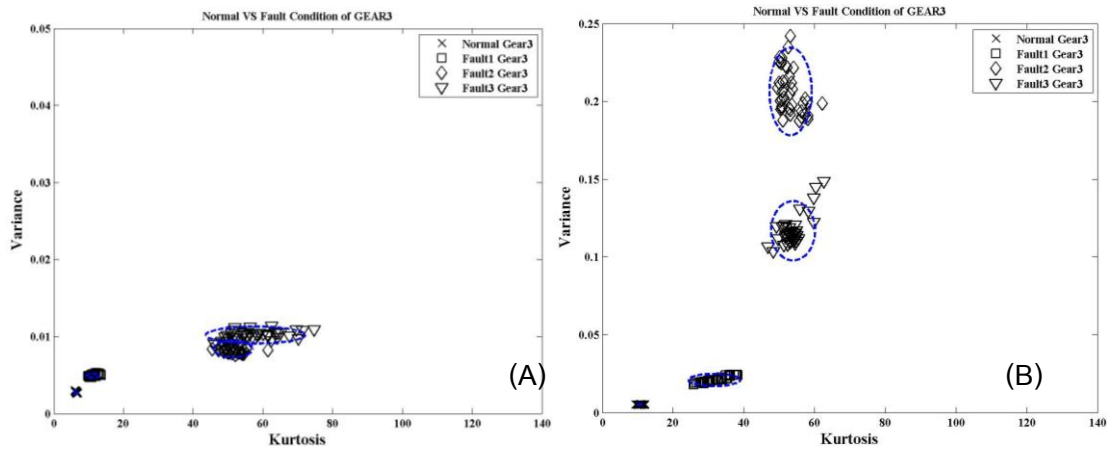 Normal VS Fault Condition of GEAR3
0.05
0.04
0.03
0.02
0.01
0
Variance
Normal Gear3
Fault1 Gear3
Fault2 Gear3
Fault3 Gear3
(A)
0 20 40 60 80 100 120 140
Kurtosis
Normal VS Fault Condition of GEAR3
0.25
0.2
0.15
0.1
0.05
0
Variance
Normal Gear3
Fault1 Gear3
Fault2 Gear3
Fault3 Gear3
(B)
0 20 40 60 80 100 120 140
Kurtosis